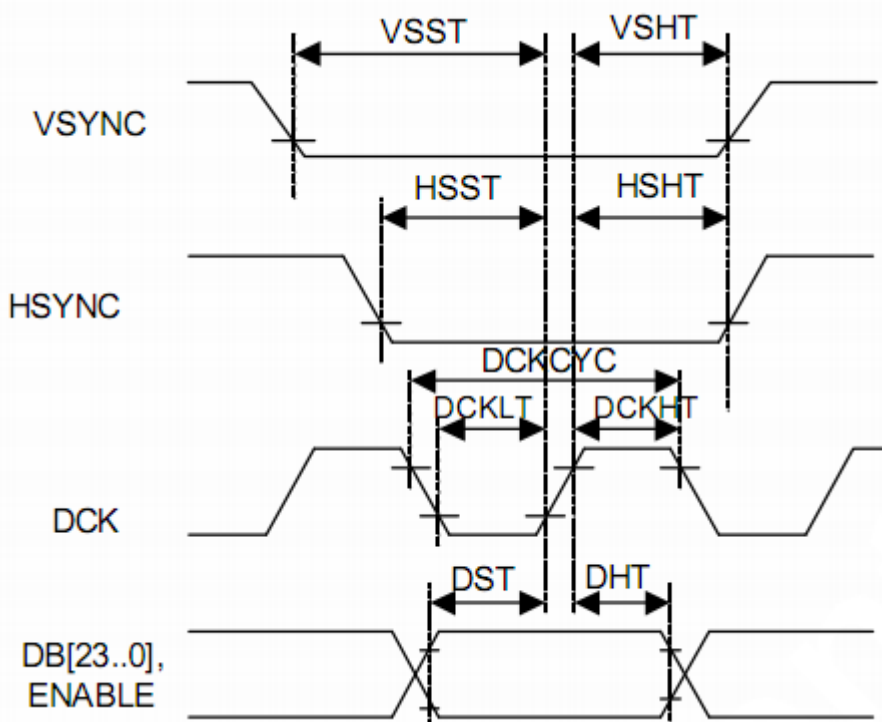 VSST VSHT
VSYNC
HSST HSHT
HSYNC
DCKCYC
DCKLT DCKHT
DCK
DST DHT
DB[23..0],
ENABLE